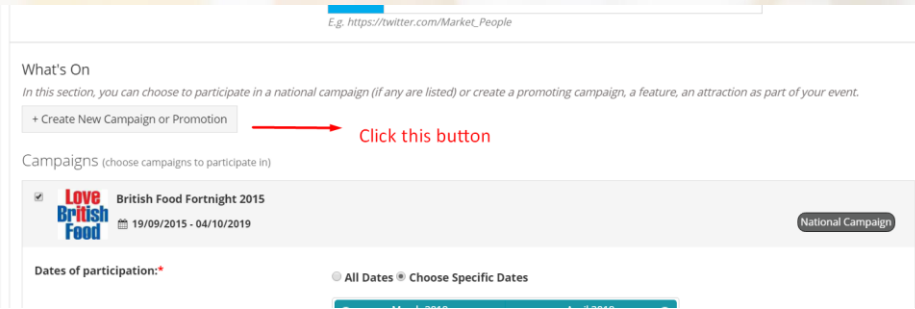 E.g. https://twitter.com/Market_People
What's On
In this section, you can choose to participate in a national campaign (if any are listed) or create a promoting campaign, a feature, an attraction as part of your event.
+ Create New Campaign or Promotion
Click this button
Campaigns (choose campaigns to participate in)
Love
British
Food
British Food Fortnight 2015
19/09/2015 - 04/10/2019
National Campaign
Dates of participation:*
All Dates Choose Specific Dates